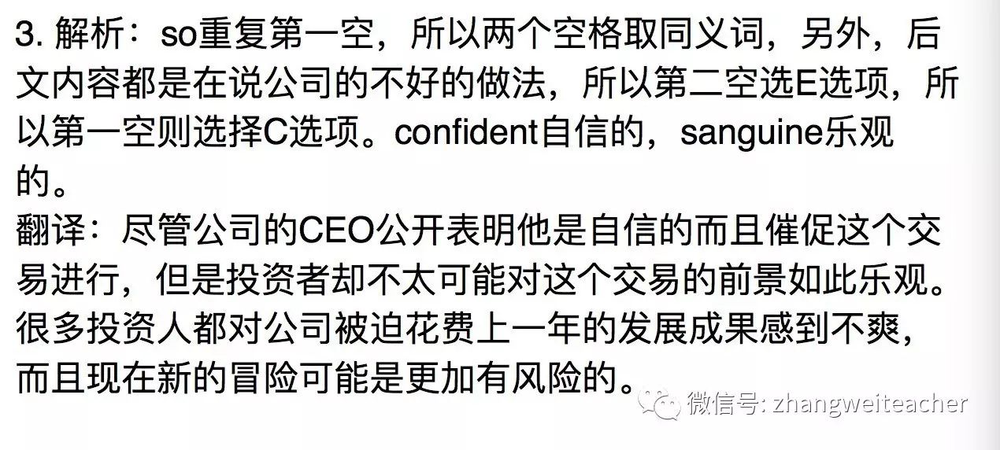 3. 解析：so重复第一空，所以两个空格取同义词，另外，后
文内容都是在说公司的不好的做法，所以第二空选E选项，所
以第一空则选择C选项。confident自信的，sanguine乐观
的。
翻译：尽管公司的CEO公开表明他是自信的而且催促这个交
易进行，但是投资者却不太可能对这个交易的前景如此乐观。
很多投资人都对公司被迫花费上一年的发展成果感到不爽，
而且现在新的冒险可能是更加有风险的。
微信号: zhangweiteacher